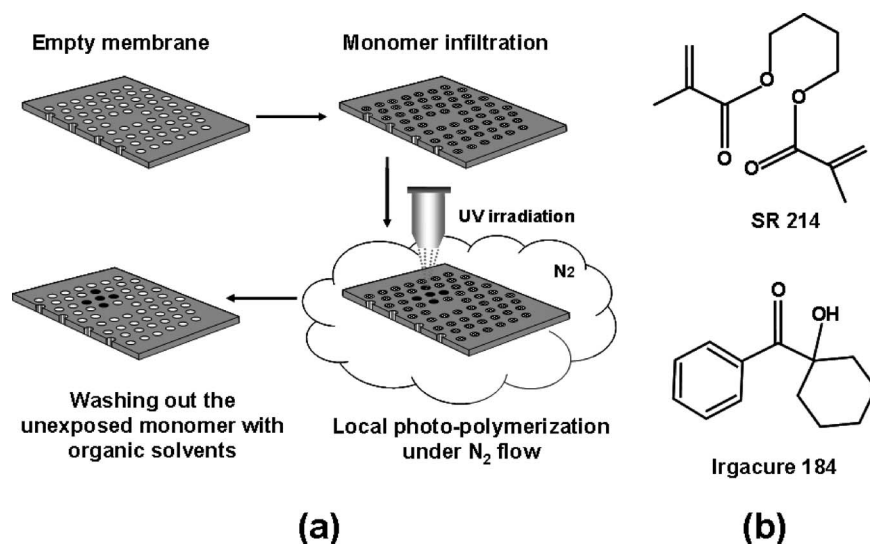 Empty membrane
Monomer infiltration
UV irradiation
N2
Washing out the
unexposed monomer with
organic solvents
Local photo-polymerization
under N₂ flow
(a)
O
O
O
O
SR 214
O
OH
Irgacure 184
(b)